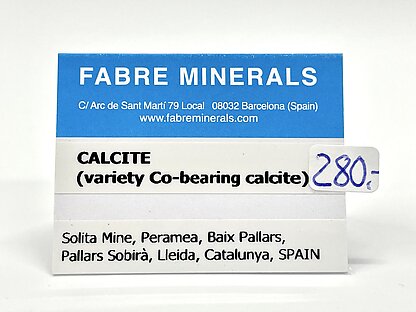 FABRE MINERALS
C/ Arc de Sant Martí 79 Local 08032 Barcelona (Spain)
www.fabreminerals.com
CALCITE
(variety Co-bearing calcite)
280.-
Solita Mine, Peramea, Baix Pallars,
Pallars Sobirà, Lleida, Catalunya, SPAIN